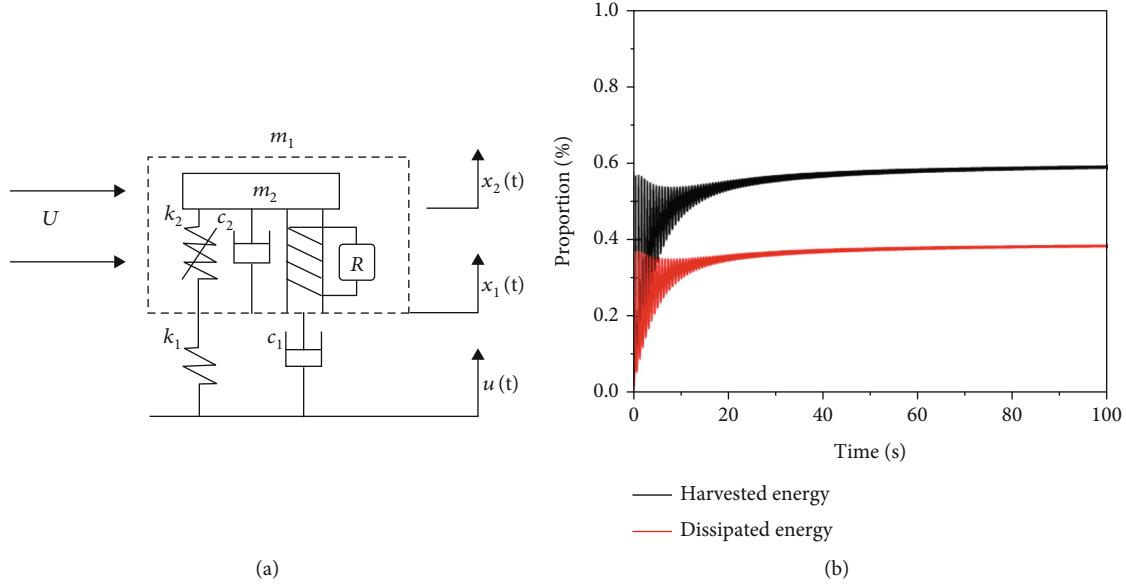 m₁
m₂
U
k₂
c₂
R
x₂(t)
x₁(t)
k₁
c₁
u(t)
(a)
Proportion (%)
1.0
0.8
0.6
0.4
0.2
0.0
0 20 40 60 80 100
Time (s)
Harvested energy
Dissipated energy
(b)